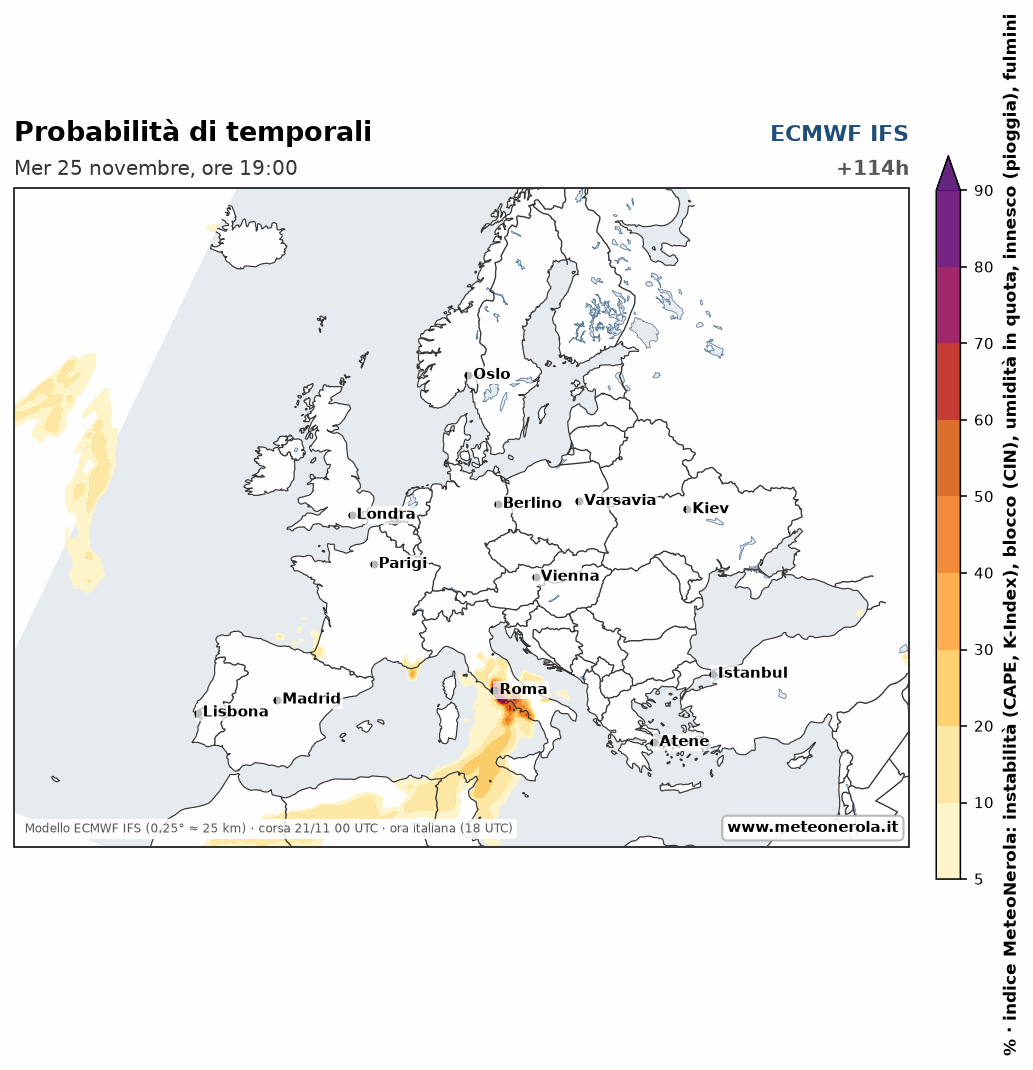 Probabilità di temporali
ECMWF IFS
Mer 25 novembre, ore 19:00
+114h
Oslo
Londra
Berlino
Varsavia
Kiev
Parigi
Vienna
Istanbul
Roma
Madrid
Lisbona
Atene
Modello ECMWF IFS (0,25° ≈ 25 km) · corsa 21/11 00 UTC · ora italiana (18 UTC)
www.meteonerola.it
90
80
70
60
50
40
30
20
10
5
% · indice MeteoNerola: instabilità (CAPE, K-Index), blocco (CIN), umidità in quota, innesco (pioggia), fulmini